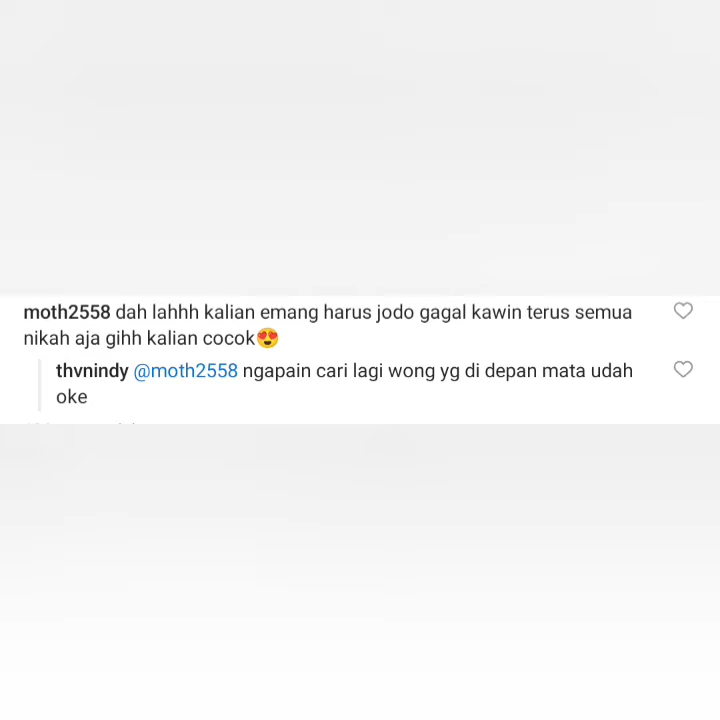 moth2558 dah lahhh kalian emang harus jodo gagal kawin terus semua
nikah aja gihh kalian cocok😍
thvnindy @moth2558 ngapain cari lagi wong yg di depan mata udah
oke